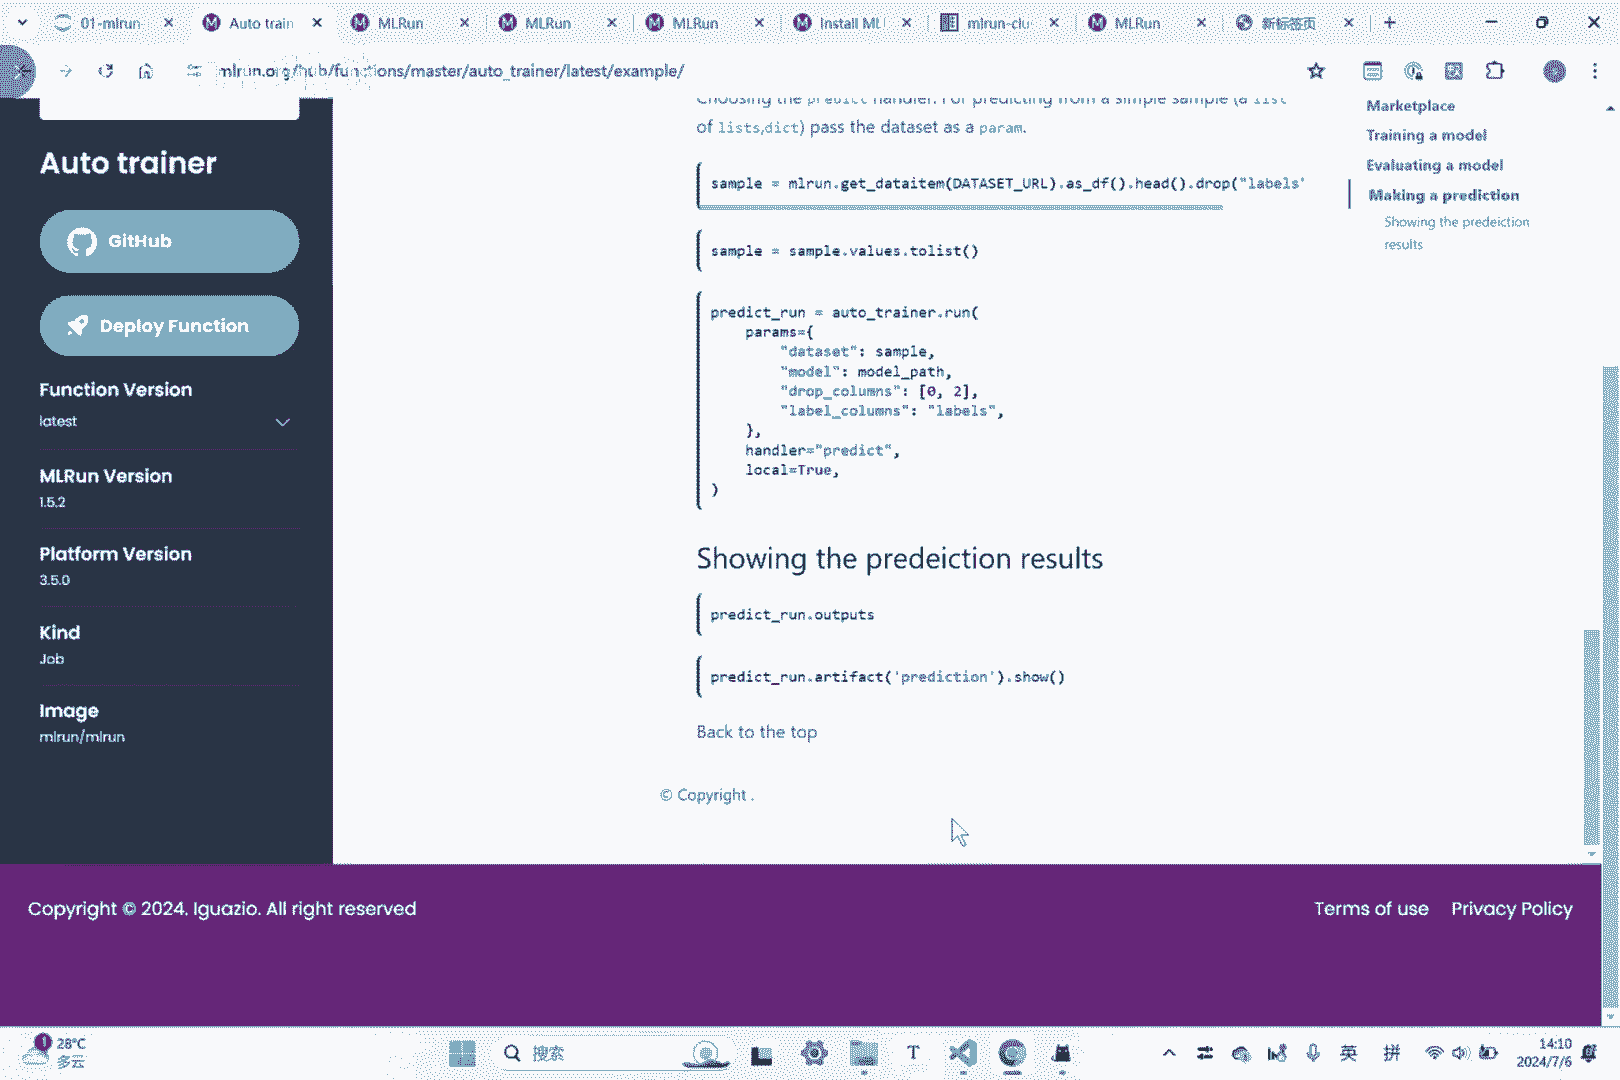 01-mlrun
Auto train
MLRun
MLRun
MLRun
Install ML
mlrun-clu
MLRun
新标签页
mlrun.org/hub/functions/master/auto_trainer/latest/example/
Auto trainer
GitHub
Deploy Function
Function Version
latest
MLRun Version
1.5.2
Platform Version
3.5.0
Kind
Job
Image
mlrun/mlrun
Choosing the predict handler. For predicting from a simple sample (a list
of lists,dict) pass the dataset as a param.
sample = mlrun.get_dataitem(DATASET_URL).as_df().head().drop("labels"
sample = sample.values.tolist()
predict_run = auto_trainer.run(
params={
"dataset": sample,
"model": model_path,
"drop_columns": [0, 2],
"label_columns": "labels",
},
handler="predict",
local=True,
)
Showing the predeiction results
predict_run.outputs
predict_run.artifact('prediction').show()
Back to the top
© Copyright .
Marketplace
Training a model
Evaluating a model
Making a prediction
Showing the predeiction
results
Copyright © 2024. Iguazio. All right reserved
Terms of use
Privacy Policy
1
28°C
多云
搜索
T
英
拼
14:10
2024/7/6